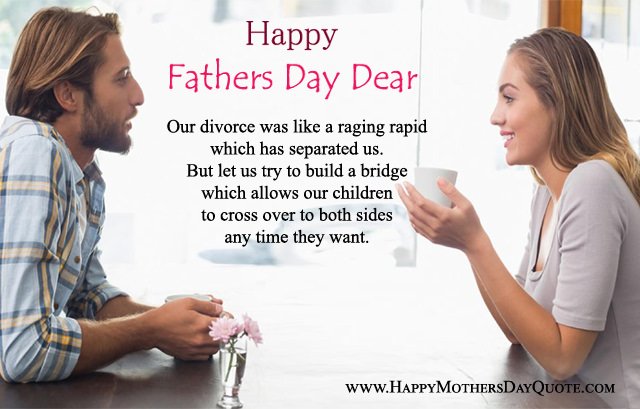 Happy
Fathers Day Dear
Our divorce was like a raging rapid
which has separated us.
But let us try to build a bridge
which allows our children
to cross over to both sides
any time they want.
www.HappyMothersDayQuote.com